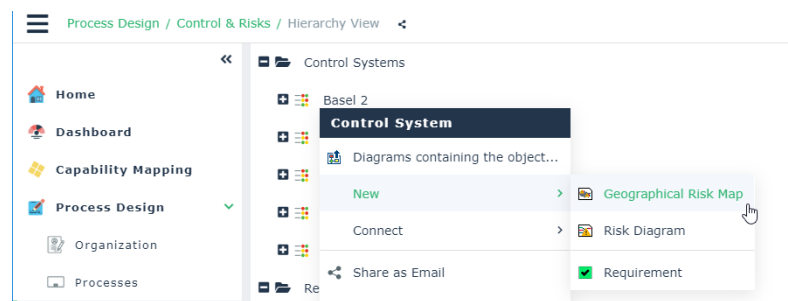 Process Design / Control & Risks / Hierarchy View
Control Systems
Home
Basel 2
Control System
Dashboard
Diagrams containing the object...
Capability Mapping
New
Geographical Risk Map
Process Design
Connect
Risk Diagram
Organization
Share as Email
Requirement
Processes
Re